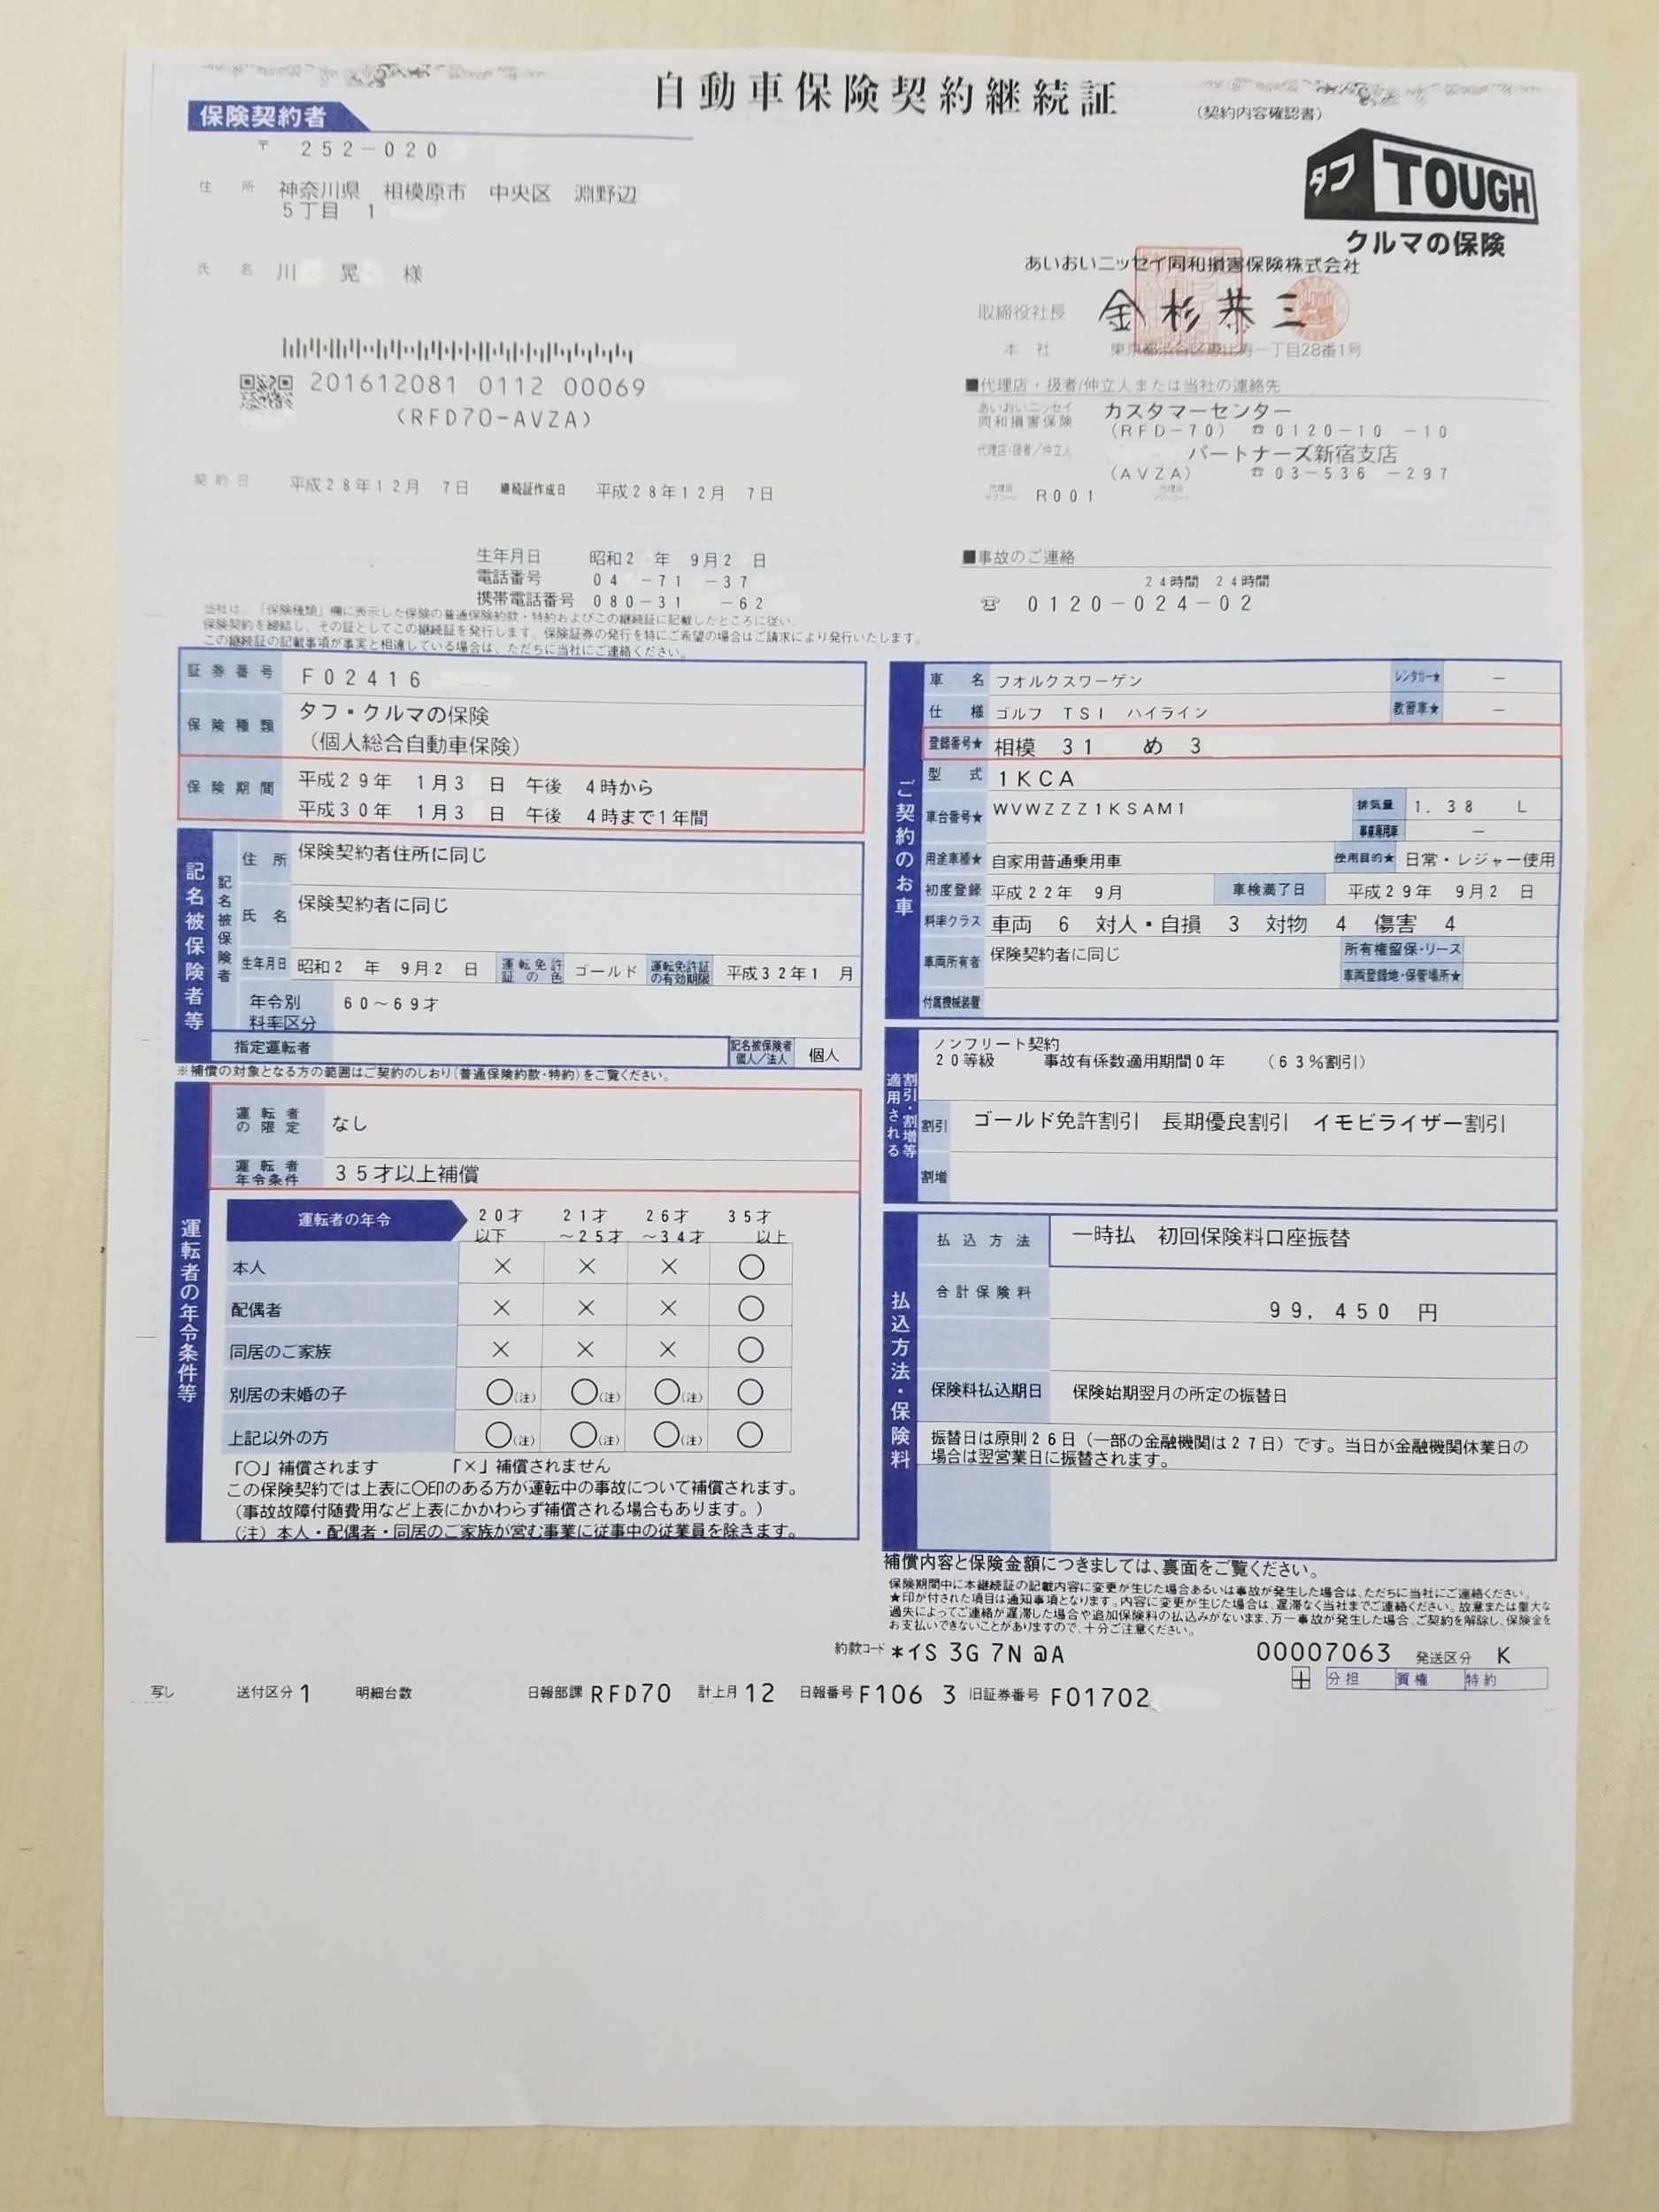 自動車保険契約継続証
(契約内容確認書)
保険契約者
〒 252-020
住所 神奈川県 相模原市 中央区 淵野辺
5丁目 1
氏名 川 晃 様
タフ TOUGH
クルマの保険
あいおいニッセイ同和損害保険株式会社
取締役社長 金杉恭三
本社 東京都渋谷区恵比寿一丁目28番1号
201612081 0112 00069
(RFD70-AVZA)
■代理店・扱者/仲立人または当社の連絡先
あいおいニッセイ同和損害保険 カスタマーセンター
(RFD-70) ☎0120-10 -10
代理店・扱者/仲立人 パートナーズ新宿支店
(AVZA) ☎03-536 -297
代理店サブコード R001 代理店フリーコード
契約日 平成28年12月 7日 継続証作成日 平成28年12月 7日
生年月日 昭和2 年 9月2 日
電話番号 04 -71 -37
携帯電話番号 080-31 -62
■事故のご連絡
24時間 24時間
☎ 0120-024-02
当社は、「保険種類」欄に表示した保険の普通保険約款・特約およびこの継続証に記載したところに従い、
保険契約を締結し、その証としてこの継続証を発行します。保険証券の発行を特にご希望の場合はご請求により発行いたします。
この継続証の記載事項が事実と相違している場合は、ただちに当社にご連絡ください。
証券番号 F02416
保険種類 タフ・クルマの保険
(個人総合自動車保険)
保険期間 平成29年 1月3 日 午後 4時から
平成30年 1月3 日 午後 4時まで1年間
記名被保険者等
記名被保険者
住所 保険契約者住所に同じ
氏名 保険契約者に同じ
生年月日 昭和2 年 9月2 日 運転免許証の色 ゴールド 運転免許証の有効期限 平成32年1 月
年令別料率区分 60~69才
指定運転者 記名被保険者個人/法人 個人
※補償の対象となる方の範囲はご契約のしおり(普通保険約款・特約)をご覧ください。
運転者の年令条件等
運転者の限定 なし
運転者年令条件 35才以上補償
運転者の年令 20才以下 21才~25才 26才~34才 35才以上
本人 × × × ○
配偶者 × × × ○
同居のご家族 × × × ○
別居の未婚の子 ○(注) ○(注) ○(注) ○
上記以外の方 ○(注) ○(注) ○(注) ○
「○」補償されます 「×」補償されません
この保険契約では上表に○印のある方が運転中の事故について補償されます。
(事故故障付随費用など上表にかかわらず補償される場合もあります。)
(注)本人・配偶者・同居のご家族が営む事業に従事中の従業員を除きます。
ご契約のお車
車名 フオルクスワーゲン レンタカー★ ―
仕様 ゴルフ TSI ハイライン 教習車★ ―
登録番号★ 相模 31 め 3
型式 1KCA
車台番号★ WVWZZZ1KSAM1 排気量 1.38 L
事業専用車 ―
用途車種★ 自家用普通乗用車 使用目的★ 日常・レジャー使用
初度登録 平成22年 9月 車検満了日 平成29年 9月2 日
料率クラス 車両 6 対人・自損 3 対物 4 傷害 4
車両所有者 保険契約者に同じ 所有権留保・リース
車両登録地・保管場所★
付属機械装置
適用される割引・割増等
ノンフリート契約
20等級 事故有係数適用期間0年 (63%割引)
割引 ゴールド免許割引 長期優良割引 イモビライザー割引
割増
払込方法・保険料
払込方法 一時払 初回保険料口座振替
合計保険料 99,450 円
保険料払込期日 保険始期翌月の所定の振替日
振替日は原則26日(一部の金融機関は27日)です。当日が金融機関休業日の
場合は翌営業日に振替されます。
補償内容と保険金額につきましては、裏面をご覧ください。
保険期間中に本継続証の記載内容に変更が生じた場合あるいは事故が発生した場合は、ただちに当社にご連絡ください。
★印が付された項目は通知事項となります。内容に変更が生じた場合は、遅滞なく当社までご連絡ください。故意または重大な
過失によってご連絡が遅滞した場合や追加保険料の払込みがないまま、万一事故が発生した場合、ご契約を解除し、保険金を
お支払いできないことがありますので、十分ご注意ください。
約款コード *イS 3G 7N @A 00007063 発送区分 K
分担 質権 特約
写し 送付区分 1 明細台数 日報部課 RFD70 計上月 12 日報番号 F106 3 旧証券番号 F01702